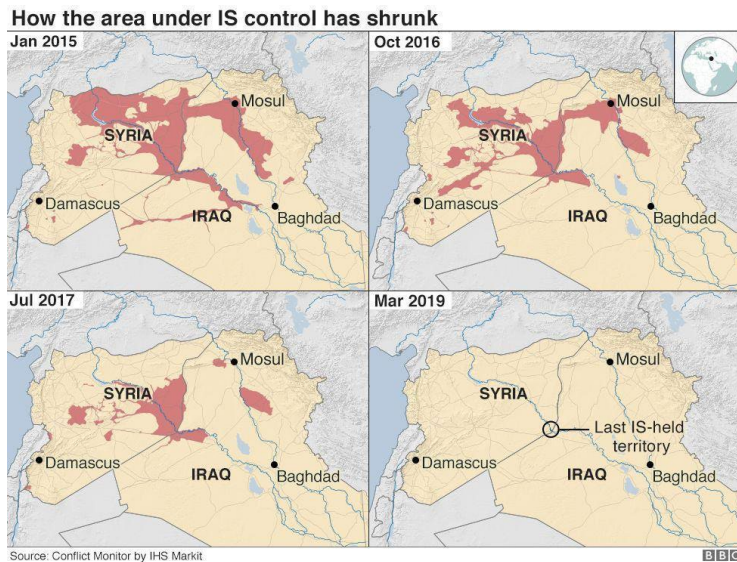 How the area under IS control has shrunk
Jan 2015
Mosul
SYRIA
Damascus
IRAQ
Baghdad
Oct 2016
Mosul
SYRIA
Damascus
IRAQ
Baghdad
Jul 2017
Mosul
SYRIA
Damascus
IRAQ
Baghdad
Mar 2019
Mosul
SYRIA
Last IS-held
territory
Damascus
IRAQ
Baghdad
Source: Conflict Monitor by IHS Markit
BBC